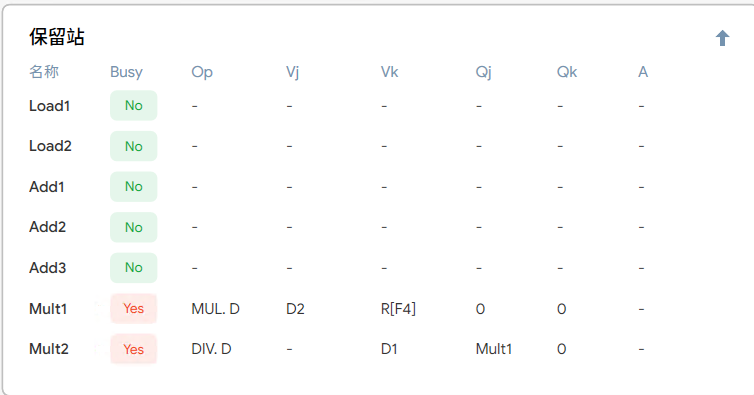 保留站
名称 Busy Op Vj Vk Qj Qk A
Load1 No - - - - - -
Load2 No - - - - - -
Add1 No - - - - - -
Add2 No - - - - - -
Add3 No - - - - - -
Mult1 Yes MUL. D D2 R[F4] 0 0 -
Mult2 Yes DIV. D - D1 Mult1 0 -